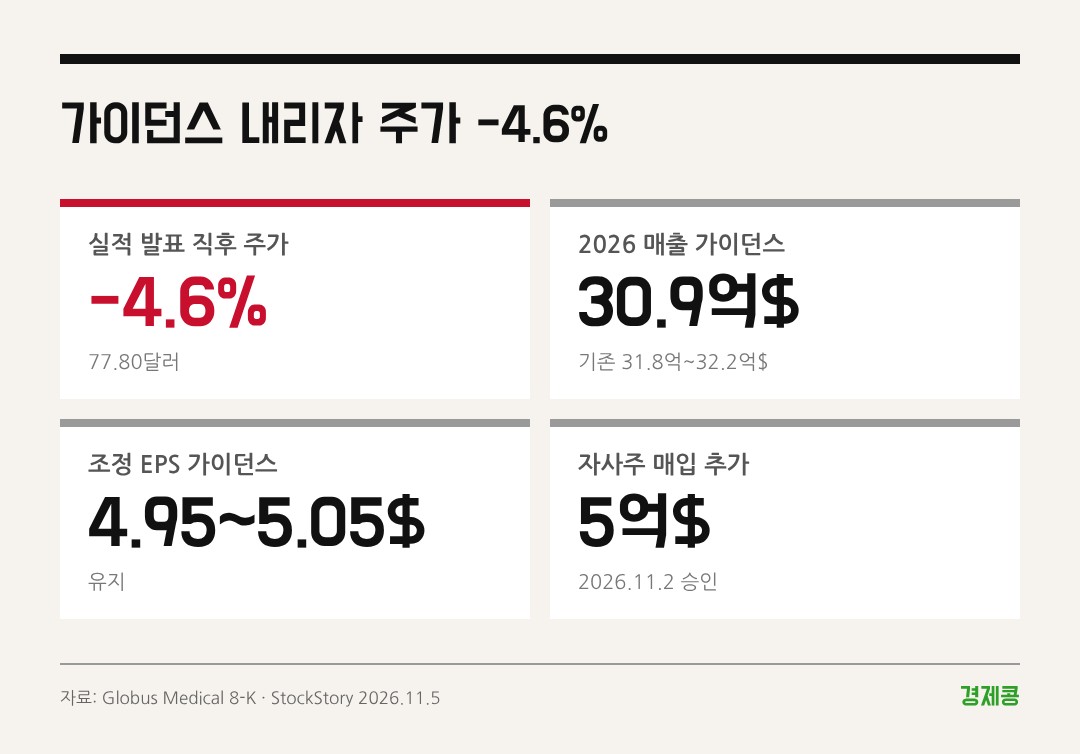 가이던스 내리자 주가 -4.6%
실적 발표 직후 주가
-4.6%
77.80달러
2026 매출 가이던스
30.9억$
기존 31.8억~32.2억$
조정 EPS 가이던스
4.95~5.05$
유지
자사주 매입 추가
5억$
2026.11.2 승인
자료: Globus Medical 8-K · StockStory 2026.11.5
경제콩